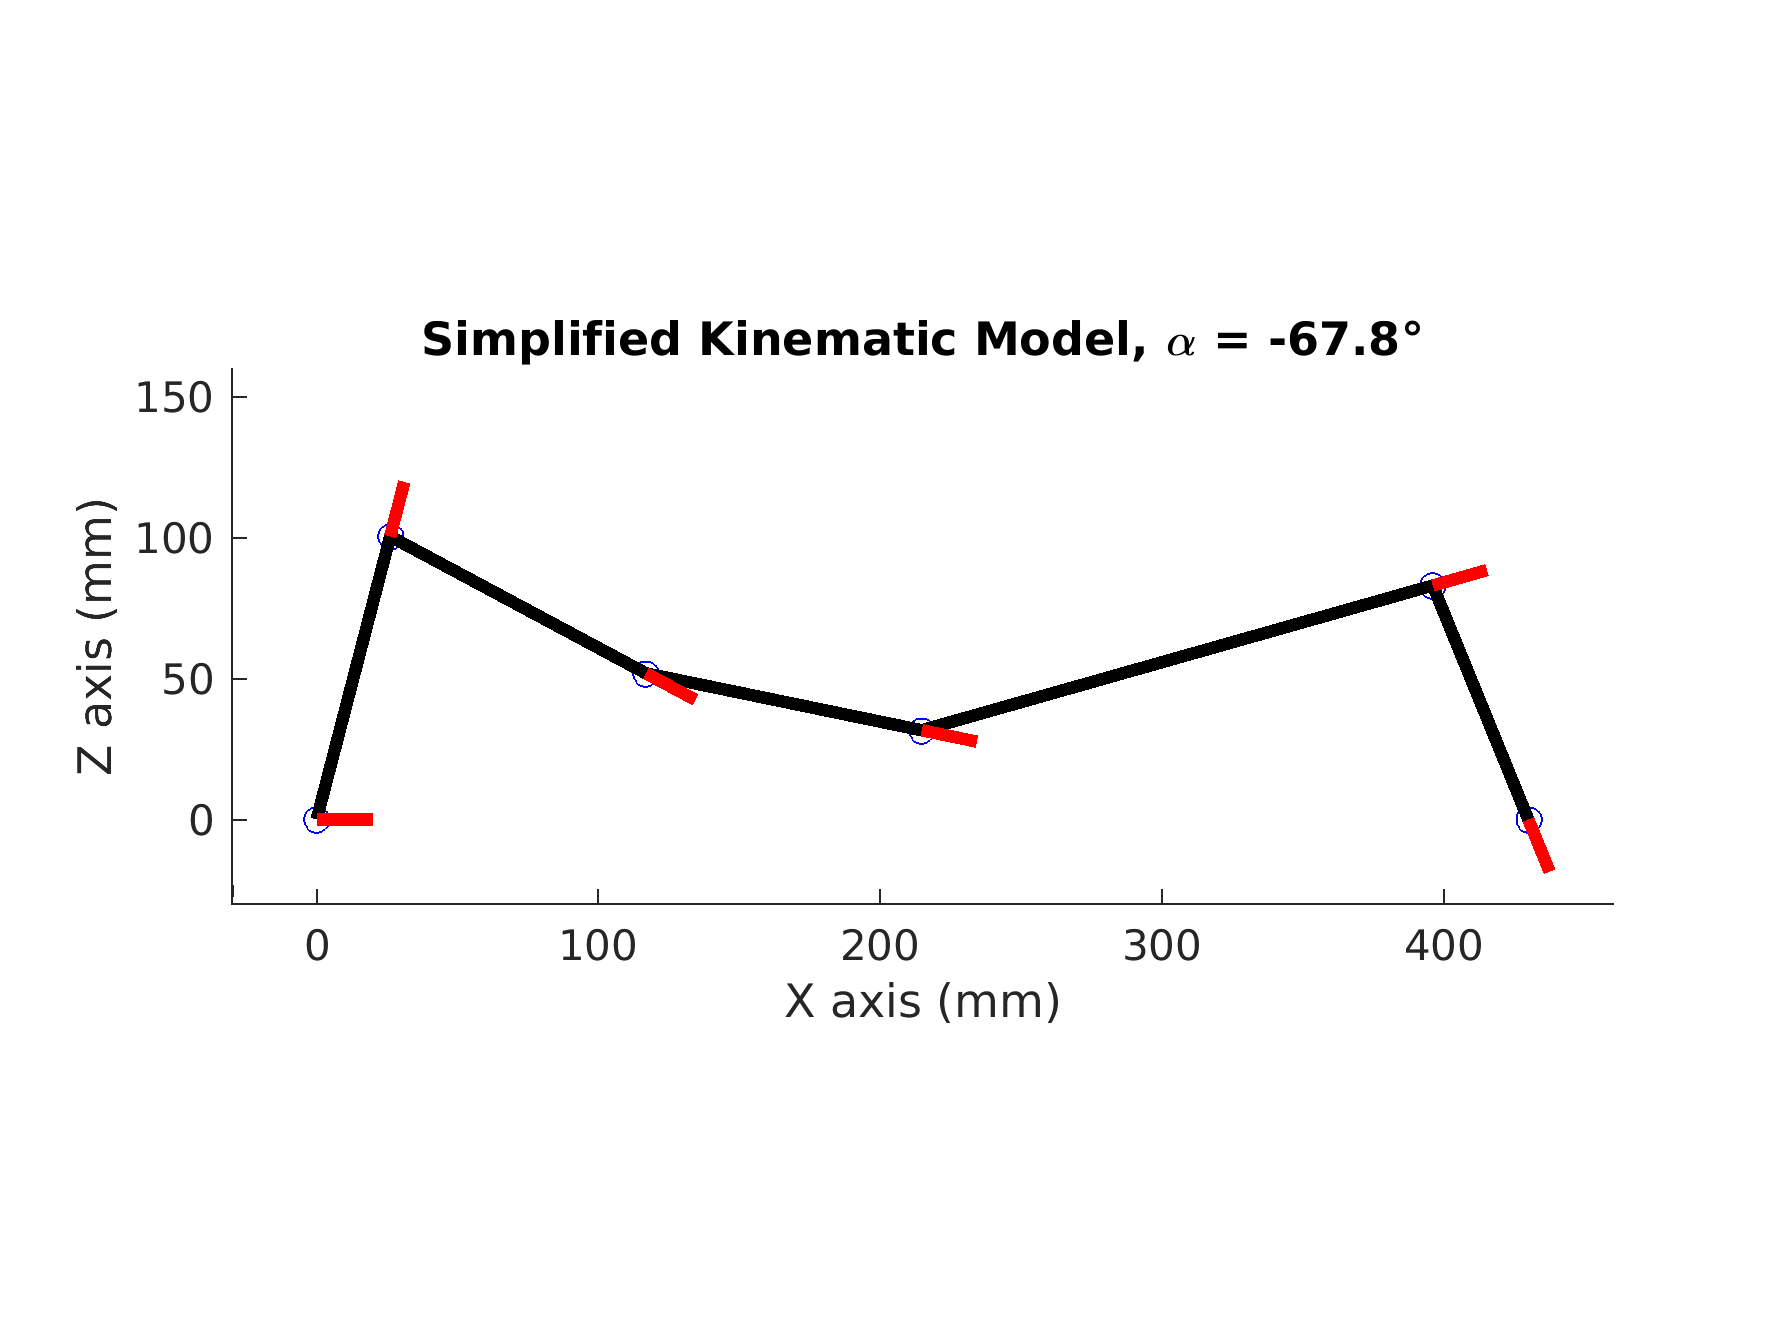 Simplified Kinematic Model, α = -67.8°
150
100
50
0
Z axis (mm)
0 100 200 300 400
X axis (mm)